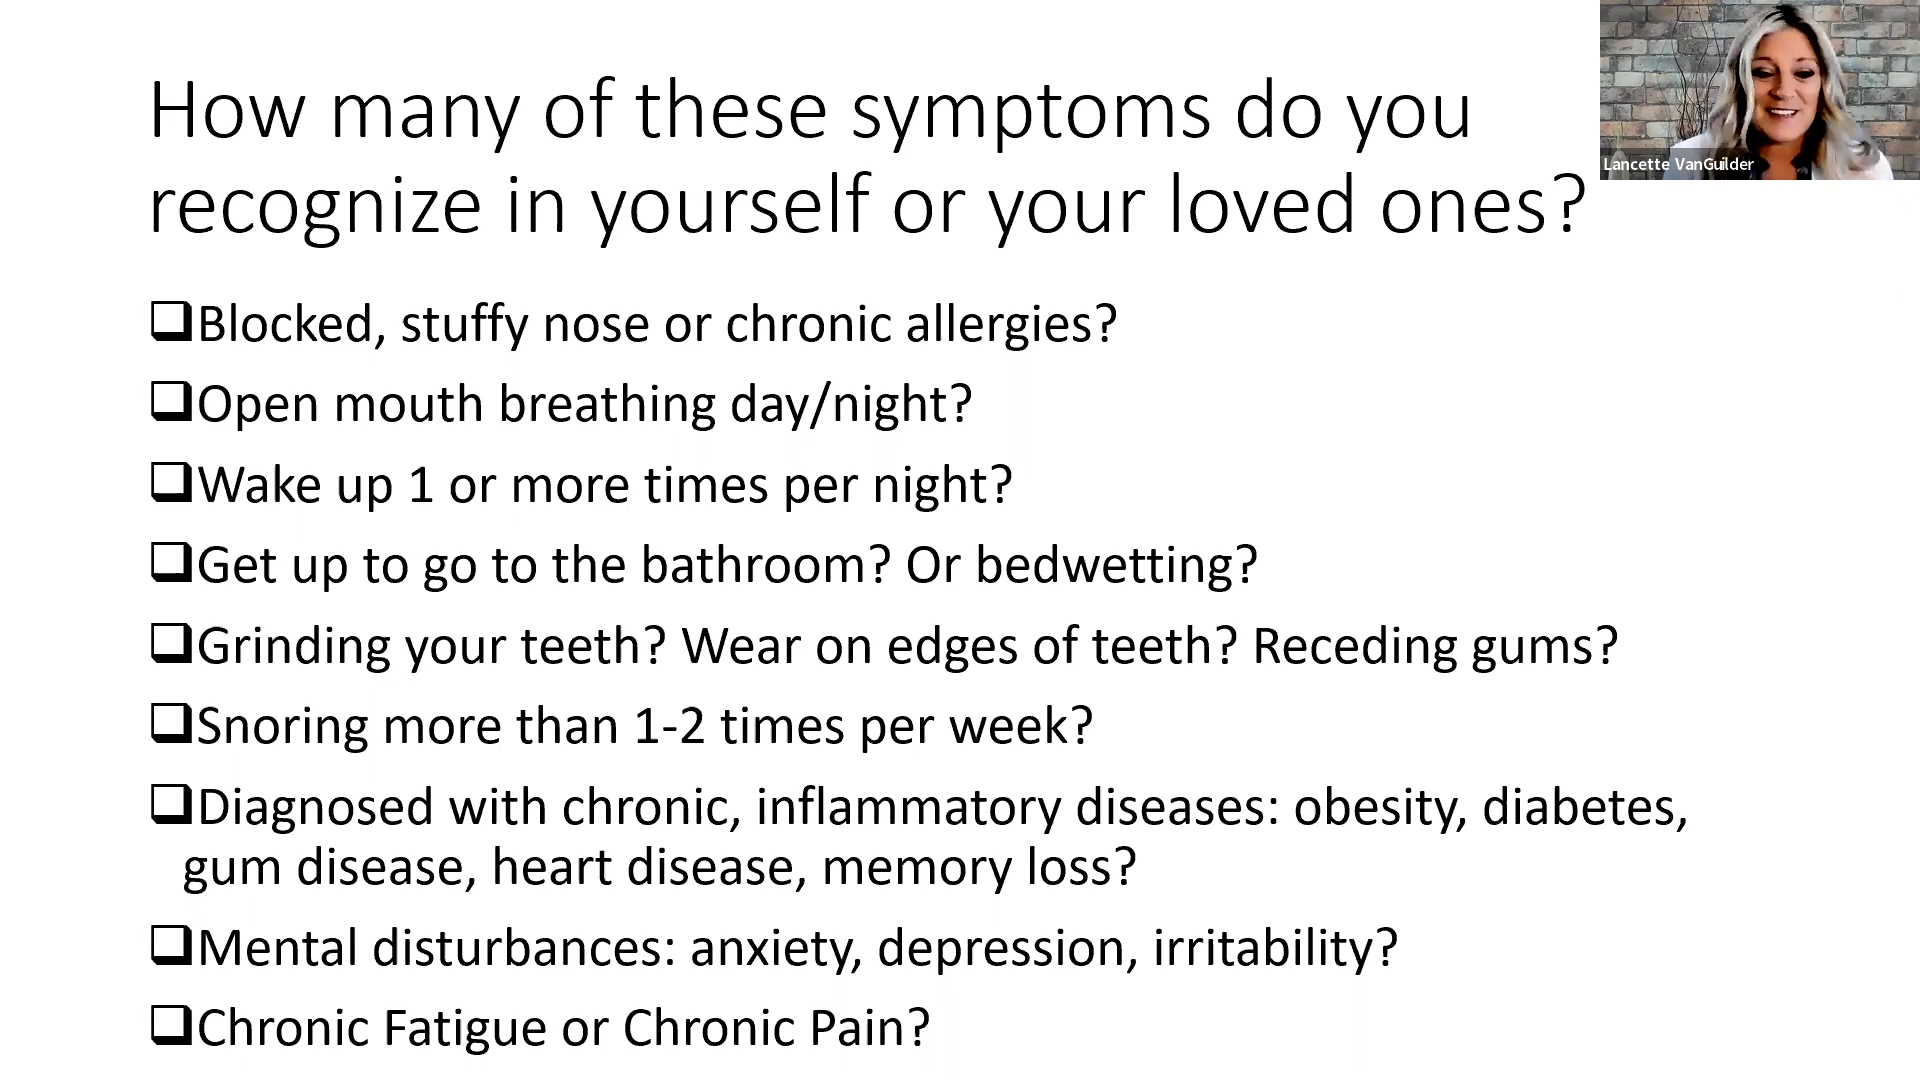 How many of these symptoms do you
recognize in yourself or your loved ones?
Lancette VanGuilder
Blocked, stuffy nose or chronic allergies?
Open mouth breathing day/night?
Wake up 1 or more times per night?
Get up to go to the bathroom? Or bedwetting?
Grinding your teeth? Wear on edges of teeth? Receding gums?
Snoring more than 1-2 times per week?
Diagnosed with chronic, inflammatory diseases: obesity, diabetes,
gum disease, heart disease, memory loss?
Mental disturbances: anxiety, depression, irritability?
Chronic Fatigue or Chronic Pain?